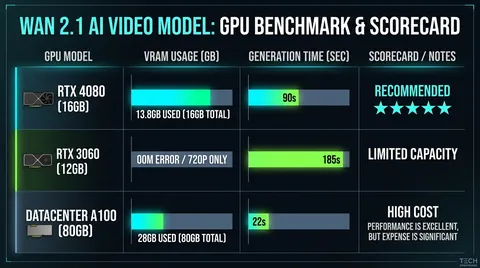 WAN 2.1 AI VIDEO MODEL: GPU BENCHMARK & SCORECARD
GPU MODEL
VRAM USAGE (GB)
GENERATION TIME (SEC)
SCORECARD / NOTES
RTX 4080
(16GB)
13.8GB USED (16GB TOTAL)
90s
RECOMMENDED
RTX 3060
(12GB)
OOM ERROR / 720P ONLY
185s
LIMITED CAPACITY
DATACENTER A100
(80GB)
28GB USED (80GB TOTAL)
22s
HIGH COST
PERFORMANCE IS EXCELLENT,
BUT EXPENSE IS SIGNIFICANT
TECH